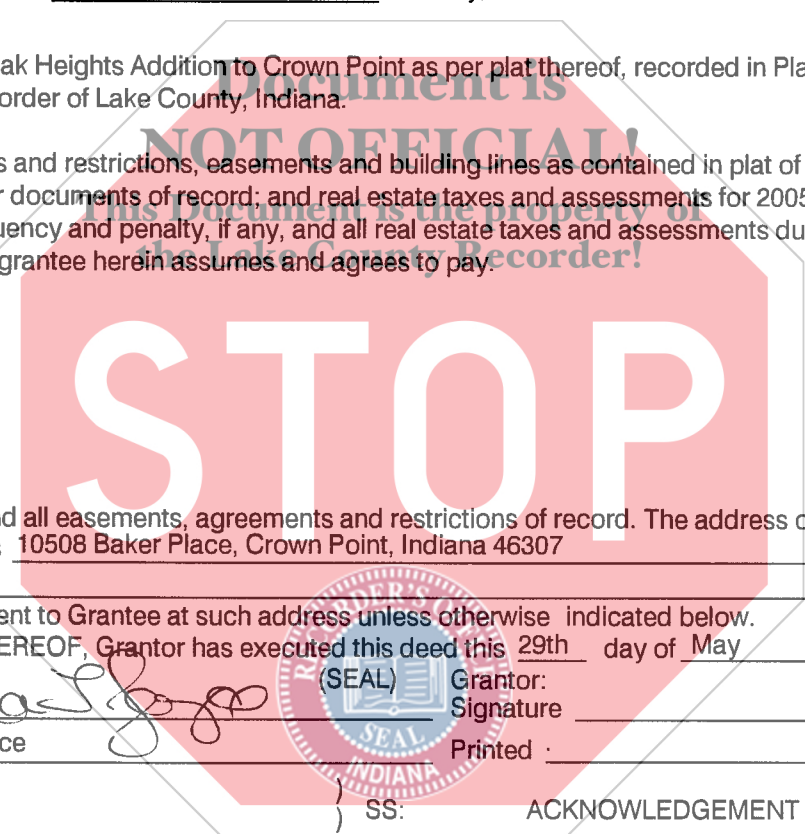 ak Heights Addition to Crown Point as per plat thereof, recorded in Pla
order of Lake County, Indiana.
Document is
NOT OFFICIAL!
s and restrictions, easements and building lines as contained in plat of
r documents of record; and real estate taxes and assessments for 2005
This Document is the property of
uency and penalty, if any, and all real estate taxes and assessments du
the Lake County Recorder!
grantee herein assumes and agrees to pay.
STOP
d all easements, agreements and restrictions of record. The address o
10508 Baker Place, Crown Point, Indiana 46307
ent to Grantee at such address unless otherwise indicated below.
EREOF, Grantor has executed this deed this 29th day of May
(SEAL) Grantor:
Signature
ce
Printed
RECORDER'S OFFICE
SEAL
INDIANA
SS: ACKNOWLEDGEMENT